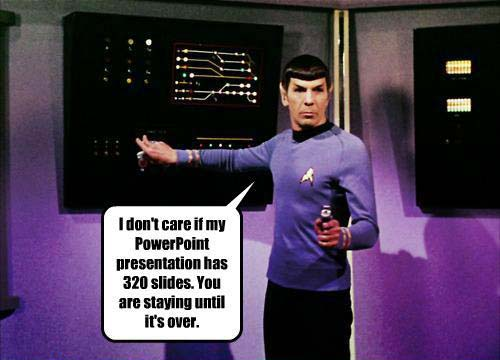 I don't care if my
PowerPoint
presentation has
320 slides. You
are staying until
it's over.